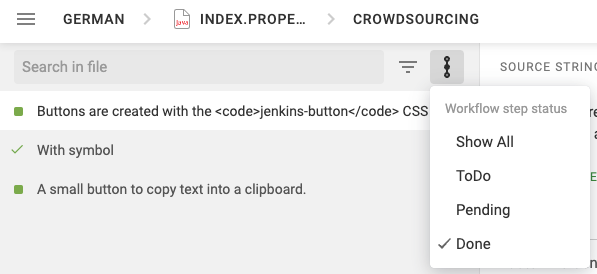 GERMAN
INDEX.PROPE…
CROWDSOURCING
Java
Search in file
SOURCE STRING
Buttons are created with the <code>jenkins-button</code> CSS
With symbol
A small button to copy text into a clipboard.
Workflow step status
Show All
ToDo
Pending
Done